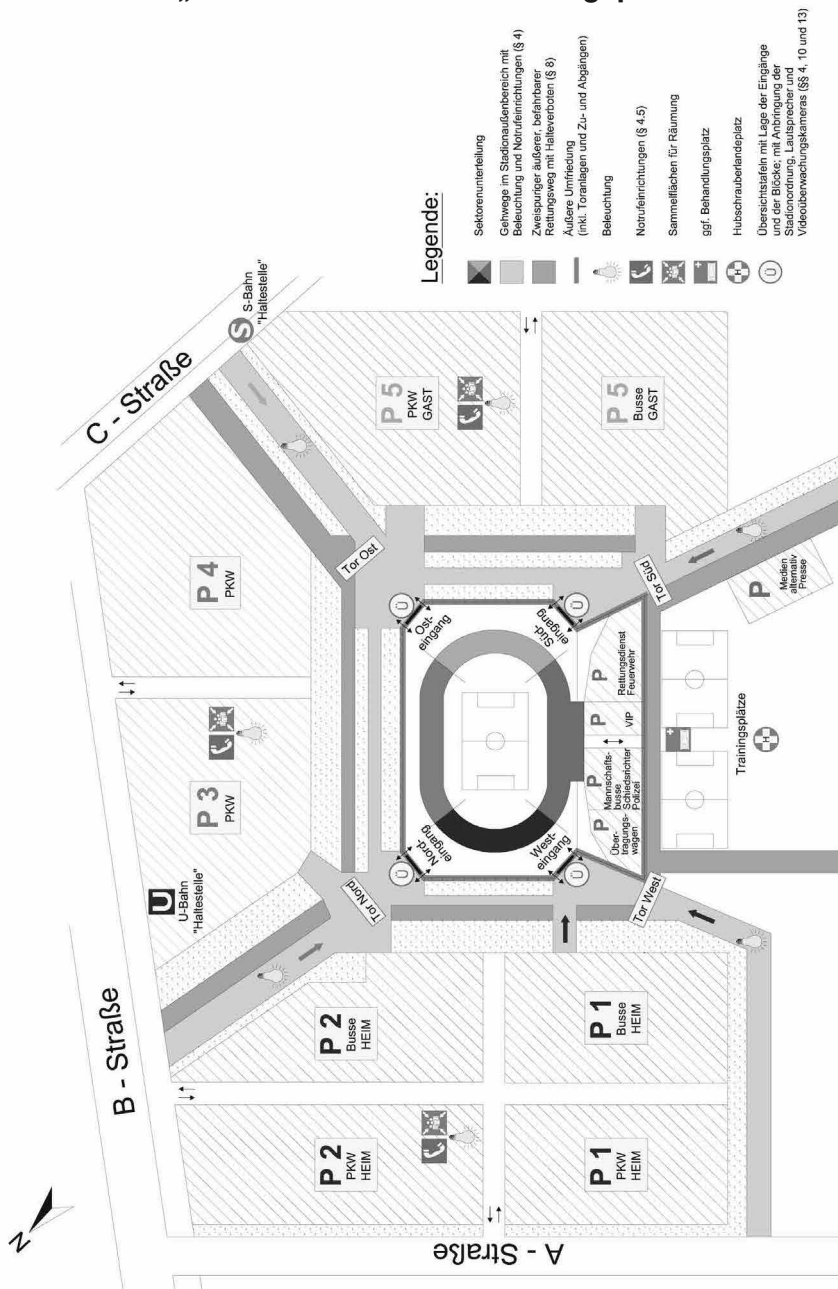 Legende:
Sektorenunterteilung
Gehwege im Stadionaußenbereich mit
Beleuchtung und Notrufeinrichtungen (§ 4)
Zweispuriger äußerer, befahrbarer
Rettungsweg mit Halteverboten (§ 8)
Äußere Umfriedung
(inkl. Toranlagen und Zu- und Abgängen)
Beleuchtung
Notrufeinrichtungen (§ 4.5)
Sammelflächen für Räumung
ggf. Behandlungsplatz
H
Hubschrauberlandeplatz
Ü
Übersichtstafeln mit Lage der Eingänge
und der Blöcke; mit Anbringung der
Stadionordnung, Lautsprecher und
Videoüberwachungskameras (§§ 4, 10 und 13)
N
A - Straße
B - Straße
C - Straße
U
U-Bahn
"Haltestelle"
S
S-Bahn
"Haltestelle"
P 2
PKW
HEIM
P 2
Busse
HEIM
P 3
PKW
P 4
PKW
P 1
PKW
HEIM
P 1
Busse
HEIM
P 5
PKW
GAST
P 5
Busse
GAST
Tor Nord
Tor Ost
Tor West
Tor Süd
Ü
Nord-
eingang
Ü
Ost-
eingang
Ü
West-
eingang
Ü
Süd-
eingang
P
Über-
tragungs-
wagen
P
Mannschafts-
busse
Schiedsrichter
Polizei
P
VIP
P
Rettungsdienst
Feuerwehr
P
Medien
alternativ
Presse
Trainingsplätze
H